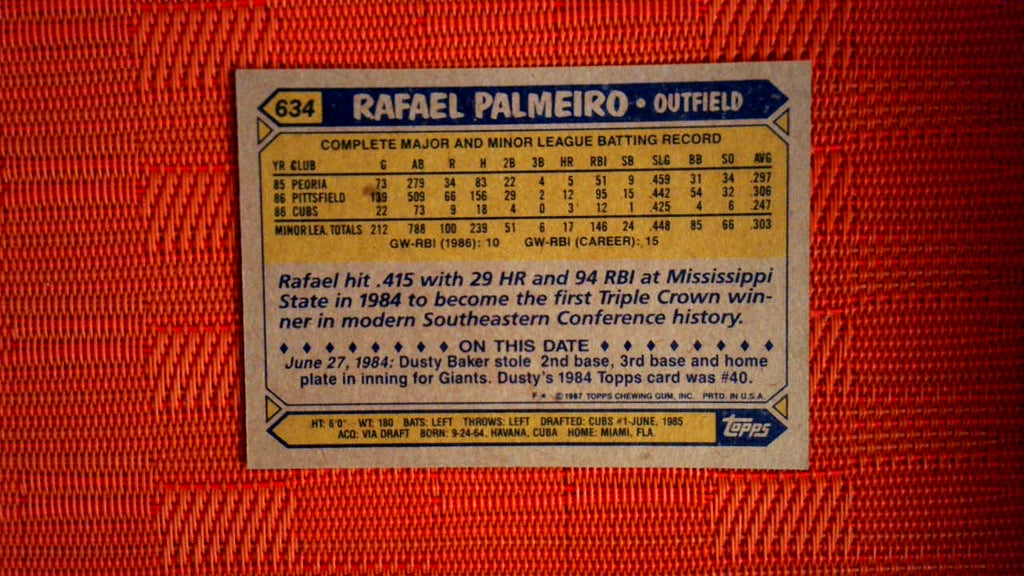 634 RAFAEL PALMEIRO • OUTFIELD
COMPLETE MAJOR AND MINOR LEAGUE BATTING RECORD
YR CLUB G AB R H 2B 3B HR RBI SB SLG BB SO AVG
85 PEORIA 73 279 34 83 22 4 5 51 9 .459 31 34 .297
86 PITTSFIELD 139 509 66 156 29 2 12 95 15 .442 54 32 .306
86 CUBS 22 73 9 18 4 0 3 12 1 .425 4 6 .247
MINOR LEA. TOTALS 212 788 100 239 51 6 17 146 24 .448 85 66 .303
GW-RBI (1986): 10 GW-RBI (CAREER): 15
Rafael hit .415 with 29 HR and 94 RBI at Mississippi
State in 1984 to become the first Triple Crown win-
ner in modern Southeastern Conference history.
♦ ♦ ♦ ♦ ♦ ♦ ♦ ♦ ON THIS DATE ♦ ♦ ♦ ♦ ♦ ♦ ♦ ♦
June 27, 1984: Dusty Baker stole 2nd base, 3rd base and home
plate in inning for Giants. Dusty's 1984 Topps card was #40.
F * © 1987 TOPPS CHEWING GUM, INC. PRTD. IN U.S.A.
HT: 6'0" WT: 180 BATS: LEFT THROWS: LEFT DRAFTED: CUBS #1-JUNE, 1985
ACQ: VIA DRAFT BORN: 9-24-64, HAVANA, CUBA HOME: MIAMI, FLA.
Topps